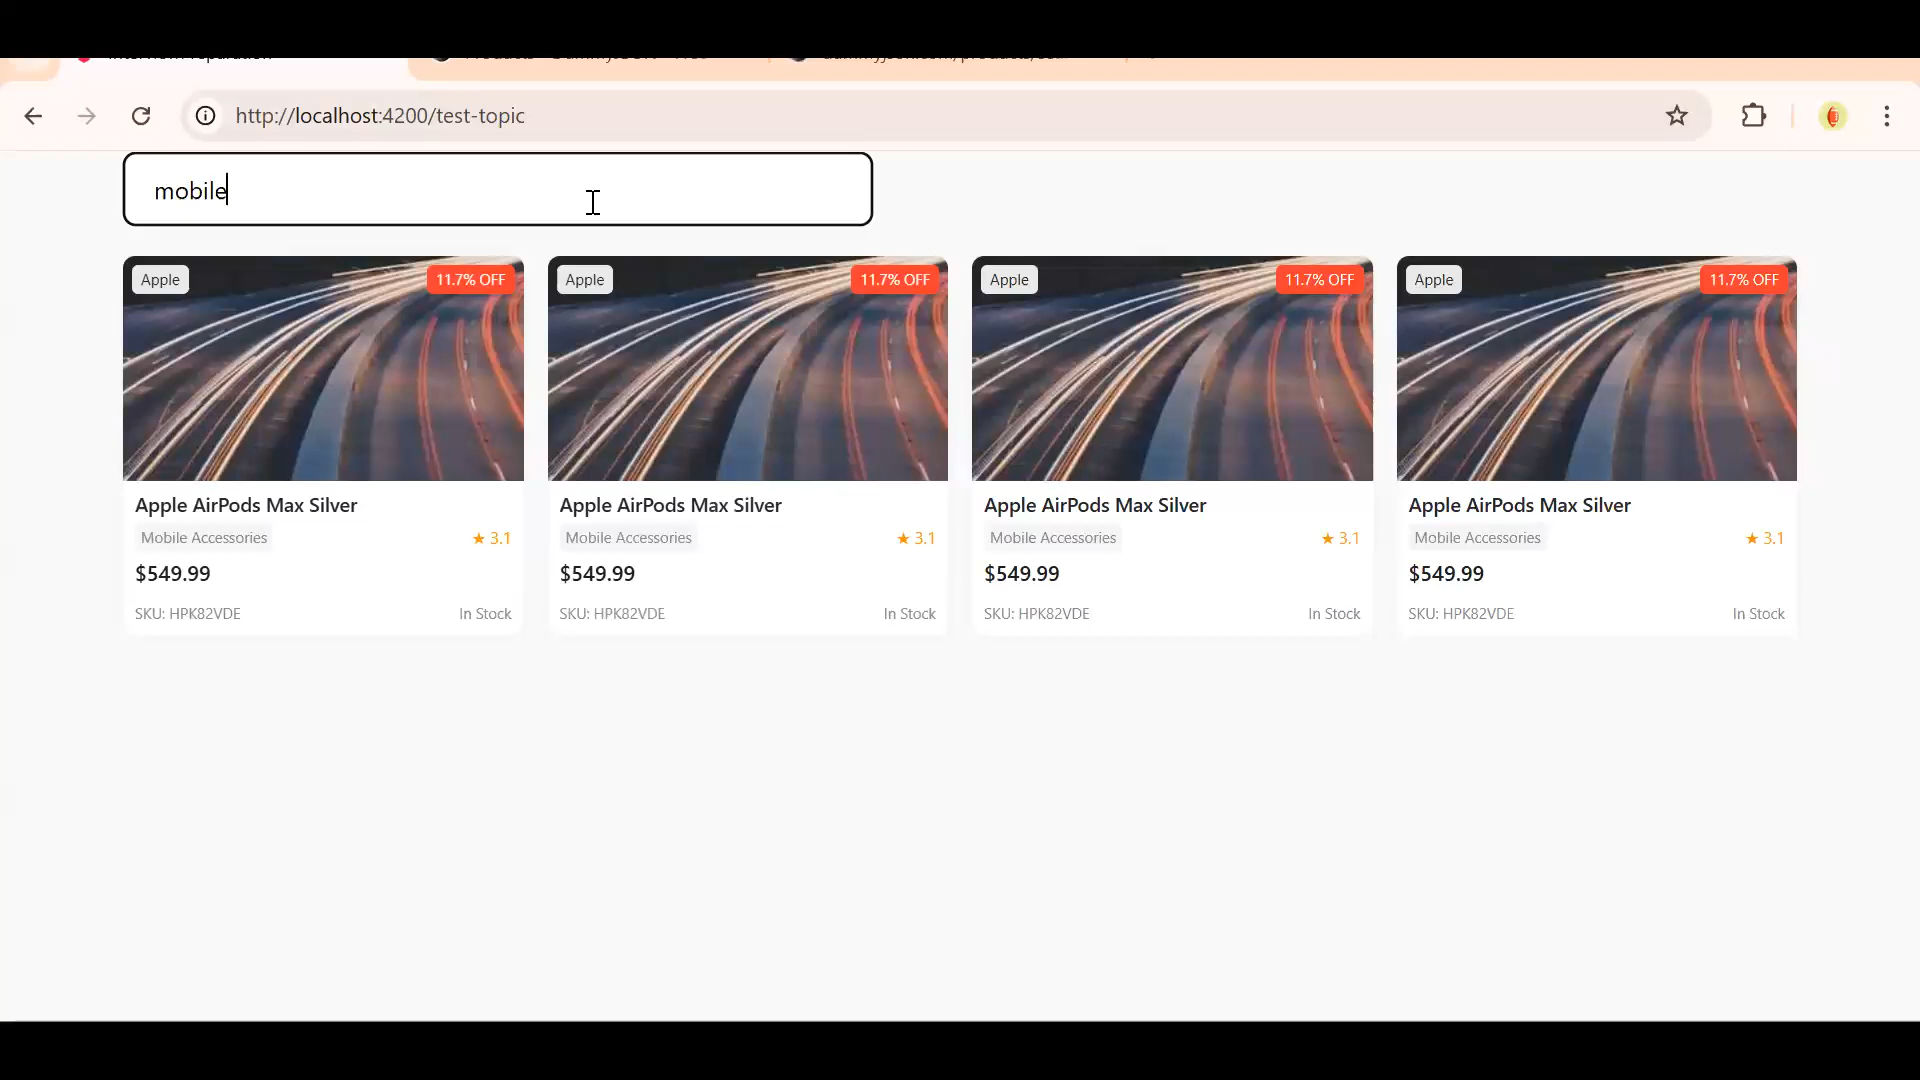 http://localhost:4200/test-topic
mobile
Apple 11.7% OFF Apple 11.7% OFF Apple 11.7% OFF Apple 11.7% OFF
Apple AirPods Max Silver Apple AirPods Max Silver Apple AirPods Max Silver Apple AirPods Max Silver
Mobile Accessories ★ 3.1 Mobile Accessories ★ 3.1 Mobile Accessories ★ 3.1 Mobile Accessories ★ 3.1
$549.99 $549.99 $549.99 $549.99
SKU: HPK82VDE In Stock SKU: HPK82VDE In Stock SKU: HPK82VDE In Stock SKU: HPK82VDE In Stock